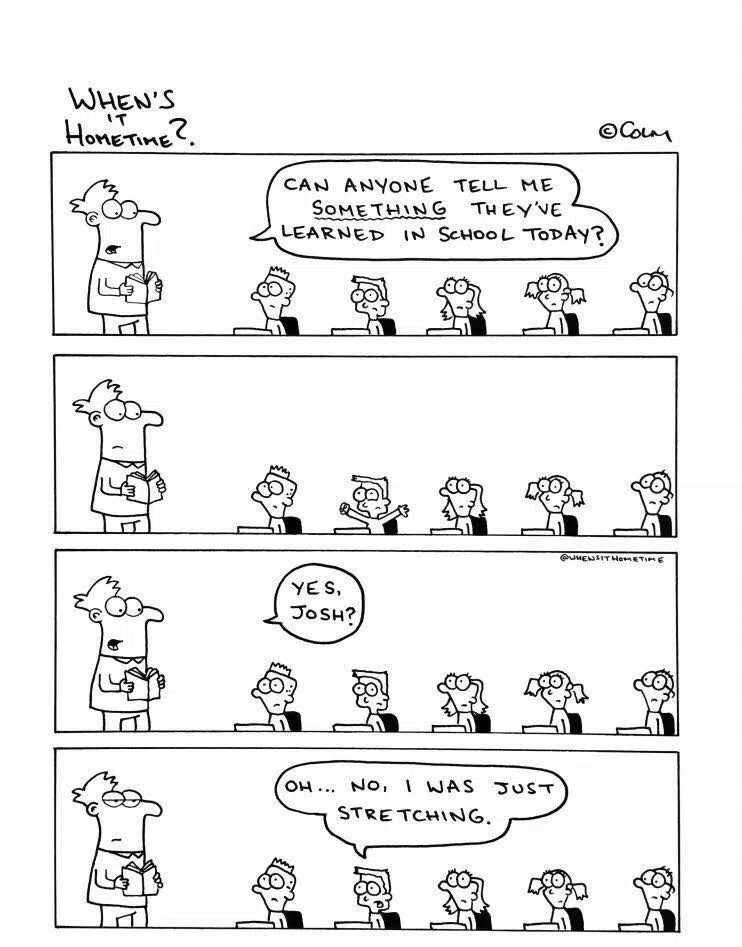 WHEN'S
IT
HOMETIME?.
© COLM
CAN ANYONE TELL ME
SOMETHING THEY'VE
LEARNED IN SCHOOL TODAY?
@WHENSITHOMETIME
YES,
JOSH?
OH... NO, I WAS JUST
STRETCHING.